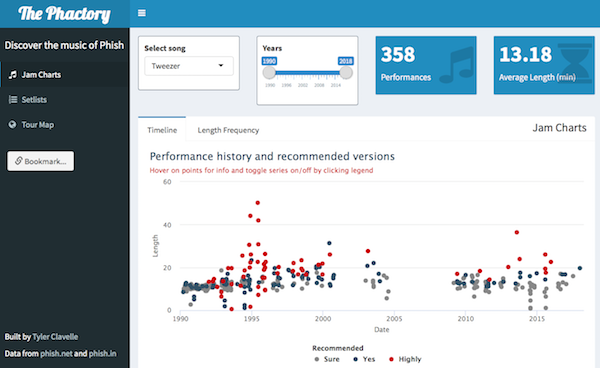 The Phactory
Discover the music of Phish
Jam Charts
Setlists
Tour Map
Bookmark...
Built by Tyler Clavelle
Data from phish.net and phish.in
Select song
Tweezer
Years
1990 2018
1990 1994 1998 2002 2006 2010 2014
358
Performances
13.18
Average Length (min)
Timeline Length Frequency Jam Charts
Performance history and recommended versions
Hover on points for info and toggle series on/off by clicking legend
Length
60
40
20
0
1990 1995 2000 2005 2010 2015
Date
Recommended
Sure Yes Highly